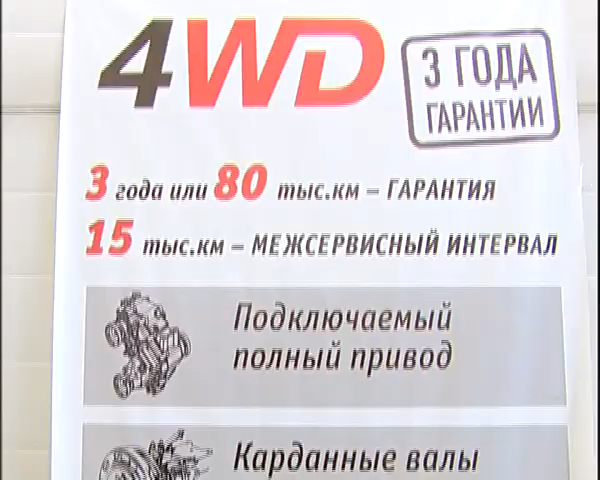 4WD
3 ГОДА
ГАРАНТИИ
3 года или 80 тыс.км – ГАРАНТИЯ
15 тыс.км – МЕЖСЕРВИСНЫЙ ИНТЕРВАЛ
Подключаемый
полный привод
Карданные валы